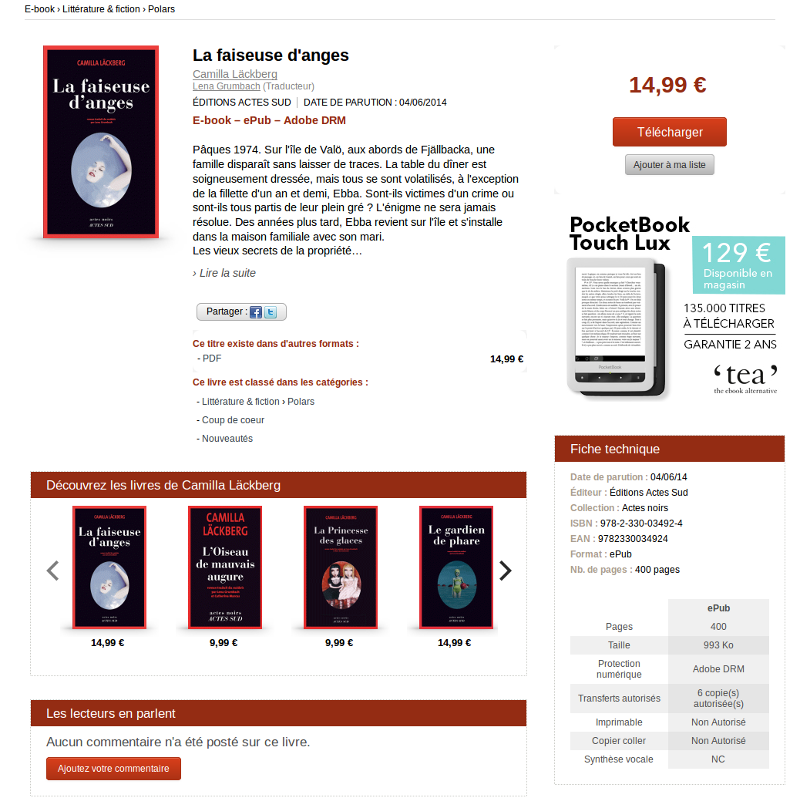 E-book › Littérature & fiction › Polars
CAMILLA LÄCKBERG
La faiseuse
d'anges
actes noirs
ACTES SUD
La faiseuse d'anges
Camilla Läckberg
Lena Grumbach (Traducteur)
ÉDITIONS ACTES SUD | DATE DE PARUTION : 04/06/2014
E-book – ePub – Adobe DRM
Pâques 1974. Sur l'île de Valö, aux abords de Fjällbacka, une
famille disparaît sans laisser de traces. La table du dîner est
soigneusement dressée, mais tous se sont volatilisés, à l'exception
de la fillette d'un an et demi, Ebba. Sont-ils victimes d'un crime ou
sont-ils tous partis de leur plein gré ? L'énigme ne sera jamais
résolue. Des années plus tard, Ebba revient sur l'île et s'installe
dans la maison familiale avec son mari.
Les vieux secrets de la propriété…
› Lire la suite
Partager :
Ce titre existe dans d'autres formats :
- PDF 14,99 €
Ce livre est classé dans les catégories :
- Littérature & fiction › Polars
- Coup de coeur
- Nouveautés
14,99 €
Télécharger
Ajouter à ma liste
PocketBook
Touch Lux
129 €
Disponible en
magasin
135.000 TITRES
À TÉLÉCHARGER
GARANTIE 2 ANS
‘tea’
the ebook alternative
Découvrez les livres de Camilla Läckberg
La faiseuse
d'anges
14,99 €
CAMILLA
LÄCKBERG
L'Oiseau
de mauvais
augure
actes noirs
ACTES SUD
9,99 €
La Princesse
des glaces
9,99 €
Le gardien
de phare
14,99 €
Les lecteurs en parlent
Aucun commentaire n'a été posté sur ce livre.
Ajoutez votre commentaire
Fiche technique
Date de parution : 04/06/14
Éditeur : Éditions Actes Sud
Collection : Actes noirs
ISBN : 978-2-330-03492-4
EAN : 9782330034924
Format : ePub
Nb. de pages : 400 pages
ePub
Pages 400
Taille 993 Ko
Protection
numérique Adobe DRM
Transferts autorisés 6 copie(s)
autorisée(s)
Imprimable Non Autorisé
Copier coller Non Autorisé
Synthèse vocale NC